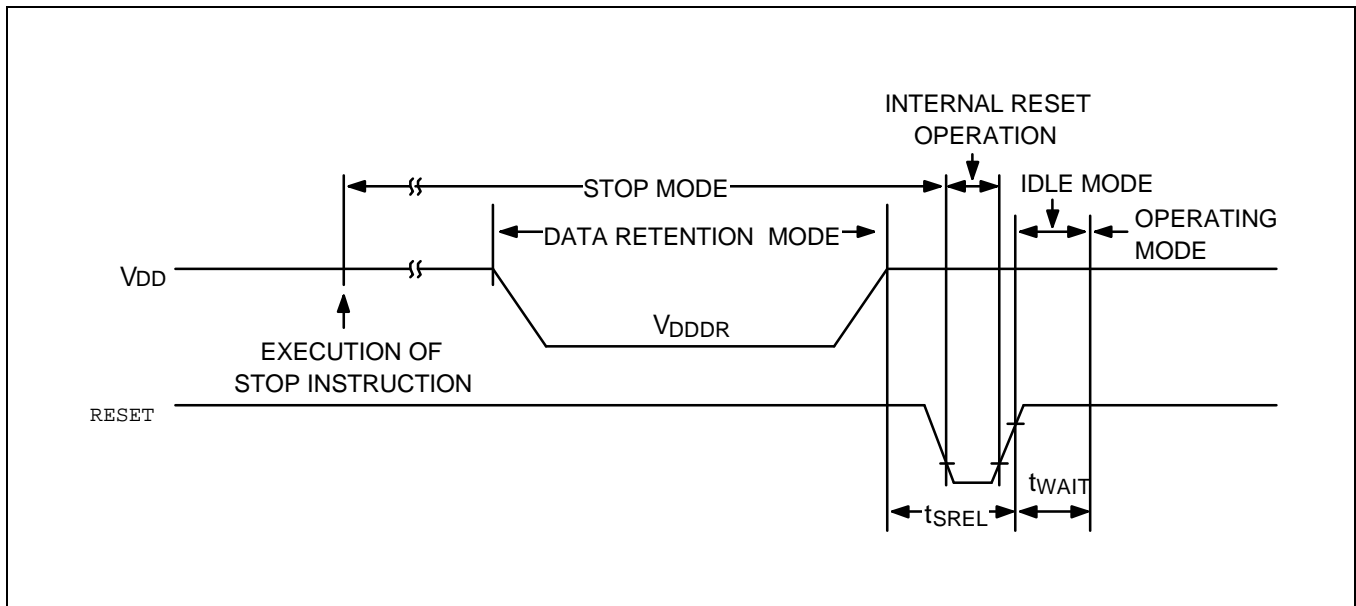 INTERNAL RESET
OPERATION
STOP MODE
IDLE MODE
DATA RETENTION MODE
OPERATING
MODE
VDD
VDDDR
EXECUTION OF
STOP INSTRUCTION
RESET
tWAIT
tSREL